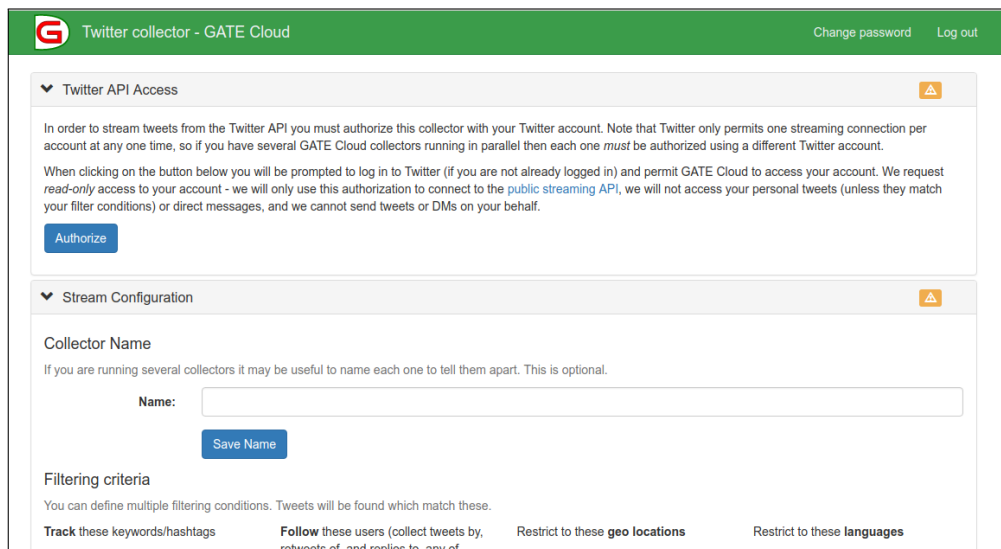 G Twitter collector - GATE Cloud Change password Log out
Twitter API Access
In order to stream tweets from the Twitter API you must authorize this collector with your Twitter account. Note that Twitter only permits one streaming connection per
account at any one time, so if you have several GATE Cloud collectors running in parallel then each one must be authorized using a different Twitter account.
When clicking on the button below you will be prompted to log in to Twitter (if you are not already logged in) and permit GATE Cloud to access your account. We request
read-only access to your account - we will only use this authorization to connect to the public streaming API, we will not access your personal tweets (unless they match
your filter conditions) or direct messages, and we cannot send tweets or DMs on your behalf.
Authorize
Stream Configuration
Collector Name
If you are running several collectors it may be useful to name each one to tell them apart. This is optional.
Name:
Save Name
Filtering criteria
You can define multiple filtering conditions. Tweets will be found which match these.
Track these keywords/hashtags Follow these users (collect tweets by, Restrict to these geo locations Restrict to these languages
retweets of, and replies to, any of